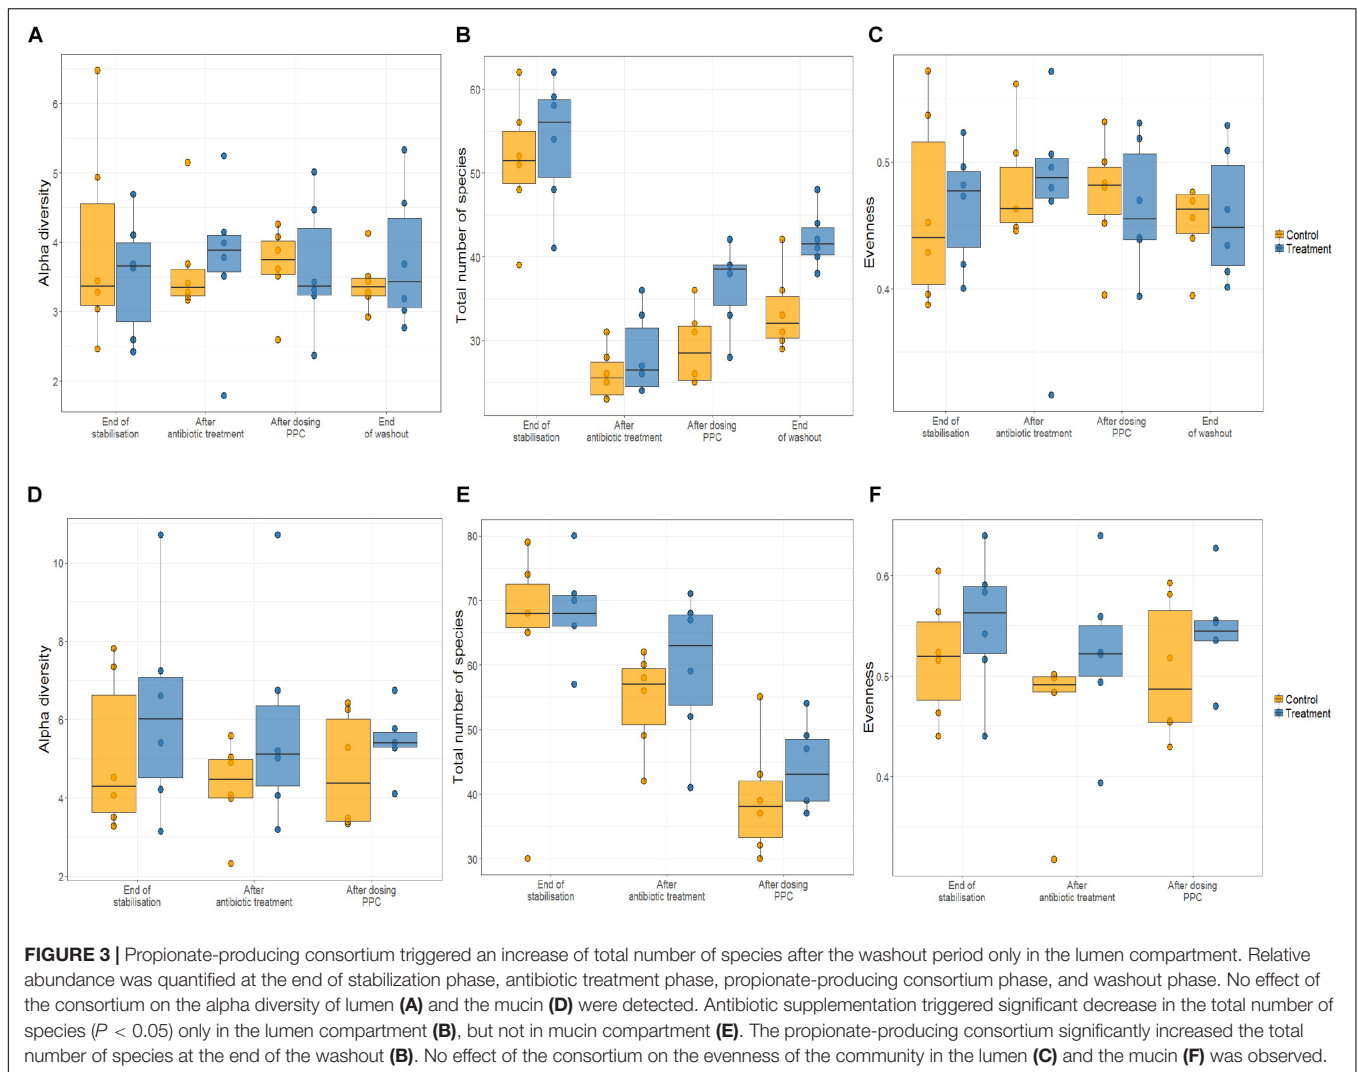 A
B
C
Alpha diversity
6
5
4
3
2
End of
stabilisation
After
antibiotic treatment
After dosing
PPC
End
of washout
Total number of species
60
50
40
30
End of
stabilisation
After
antibiotic treatment
After dosing
PPC
End
of washout
Evenness
0.5
0.4
End of
stabilisation
After
antibiotic treatment
After dosing
PPC
End
of washout
Control
Treatment
D
E
F
Alpha diversity
10
8
6
4
2
End of
stabilisation
After
antibiotic treatment
After dosing
PPC
Total number of species
80
70
60
50
40
30
End of
stabilisation
After
antibiotic treatment
After dosing
PPC
Evenness
0.6
0.5
0.4
End of
stabilisation
After
antibiotic treatment
After dosing
PPC
Control
Treatment
FIGURE 3 | Propionate-producing consortium triggered an increase of total number of species after the washout period only in the lumen compartment. Relative
abundance was quantified at the end of stabilization phase, antibiotic treatment phase, propionate-producing consortium phase, and washout phase. No effect of
the consortium on the alpha diversity of lumen (A) and the mucin (D) were detected. Antibiotic supplementation triggered significant decrease in the total number of
species (P < 0.05) only in the lumen compartment (B), but not in mucin compartment (E). The propionate-producing consortium significantly increased the total
number of species at the end of the washout (B). No effect of the consortium on the evenness of the community in the lumen (C) and the mucin (F) was observed.